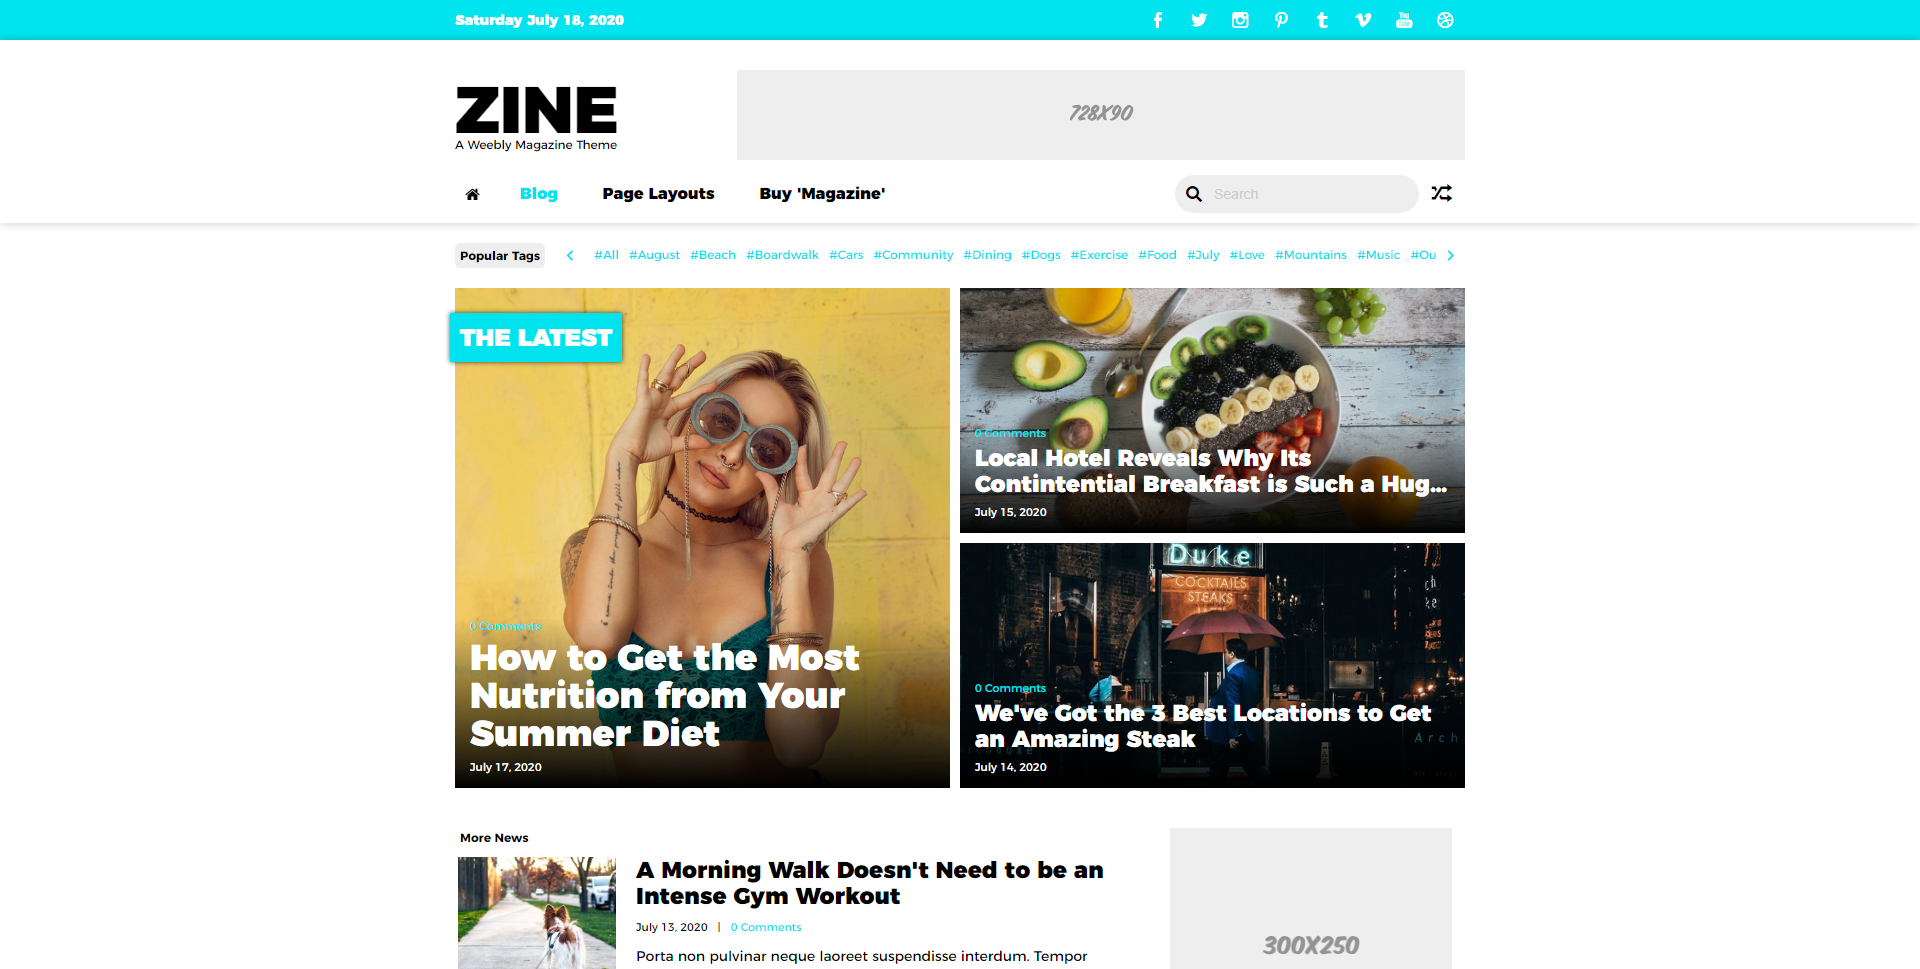 Saturday July 18, 2020
ZINE
A Weebly Magazine Theme
728X90
Blog
Page Layouts
Buy 'Magazine'
Search
Popular Tags
#All #August #Beach #Boardwalk #Cars #Community #Dining #Dogs #Exercise #Food #July #Love #Mountains #Music #Ou
THE LATEST
0 Comments
How to Get the Most
Nutrition from Your
Summer Diet
July 17, 2020
0 Comments
Local Hotel Reveals Why Its
Contintential Breakfast is Such a Hug...
July 15, 2020
Duke
COCKTAILS
STEAKS
0 Comments
We've Got the 3 Best Locations to Get
an Amazing Steak
Arch
July 14, 2020
More News
A Morning Walk Doesn't Need to be an
Intense Gym Workout
July 13, 2020 | 0 Comments
Porta non pulvinar neque laoreet suspendisse interdum. Tempor
300X250